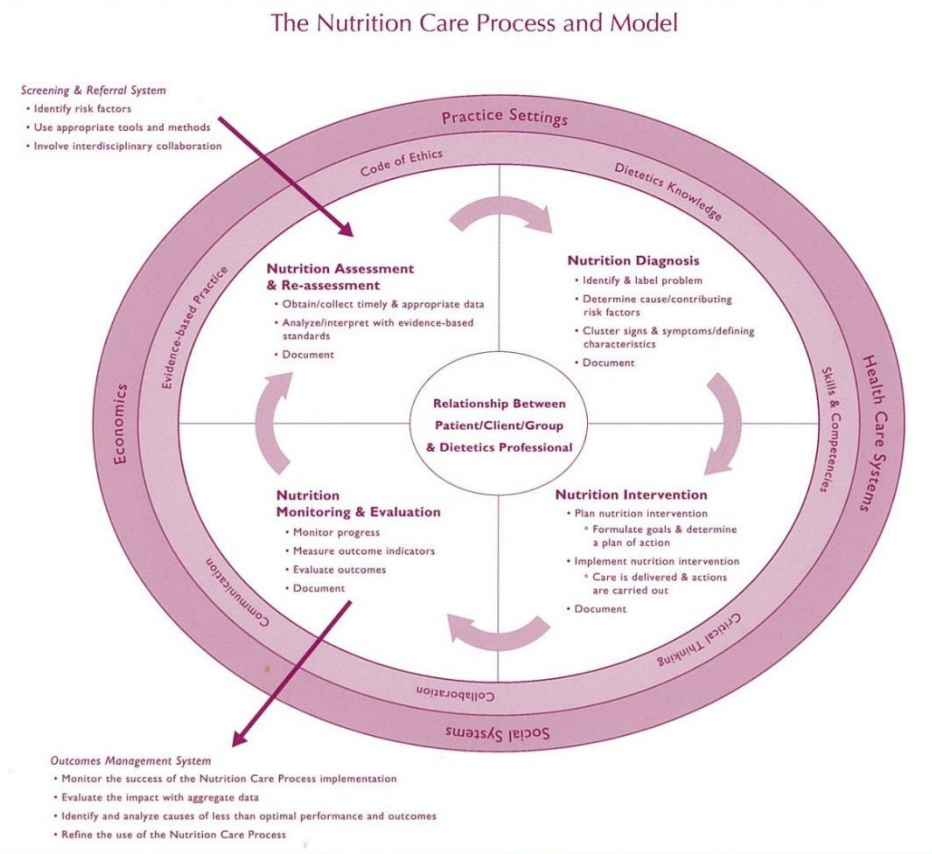 The Nutrition Care Process and Model
Screening & Referral System
• Identify risk factors
• Use appropriate tools and methods
• Involve interdisciplinary collaboration
Practice Settings
Code of Ethics
Dietetics Knowledge
Evidence-based Practice
Economics
Skills & Competencies
Health Care Systems
Nutrition Assessment
& Re-assessment
• Obtain/collect timely & appropriate data
• Analyze/interpret with evidence-based
standards
• Document
Nutrition Diagnosis
• Identify & label problem
• Determine cause/contributing
risk factors
• Cluster signs & symptoms/defining
characteristics
• Document
Relationship Between
Patient/Client/Group
& Dietetics Professional
Nutrition
Monitoring & Evaluation
• Monitor progress
• Measure outcome indicators
• Evaluate outcomes
• Document
Nutrition Intervention
• Plan nutrition intervention
* Formulate goals & determine
a plan of action
• Implement nutrition intervention
* Care is delivered & actions
are carried out
• Document
Communication
Critical Thinking
Collaboration
Social Systems
Outcomes Management System
• Monitor the success of the Nutrition Care Process implementation
• Evaluate the impact with aggregate data
• Identify and analyze causes of less than optimal performance and outcomes
• Refine the use of the Nutrition Care Process